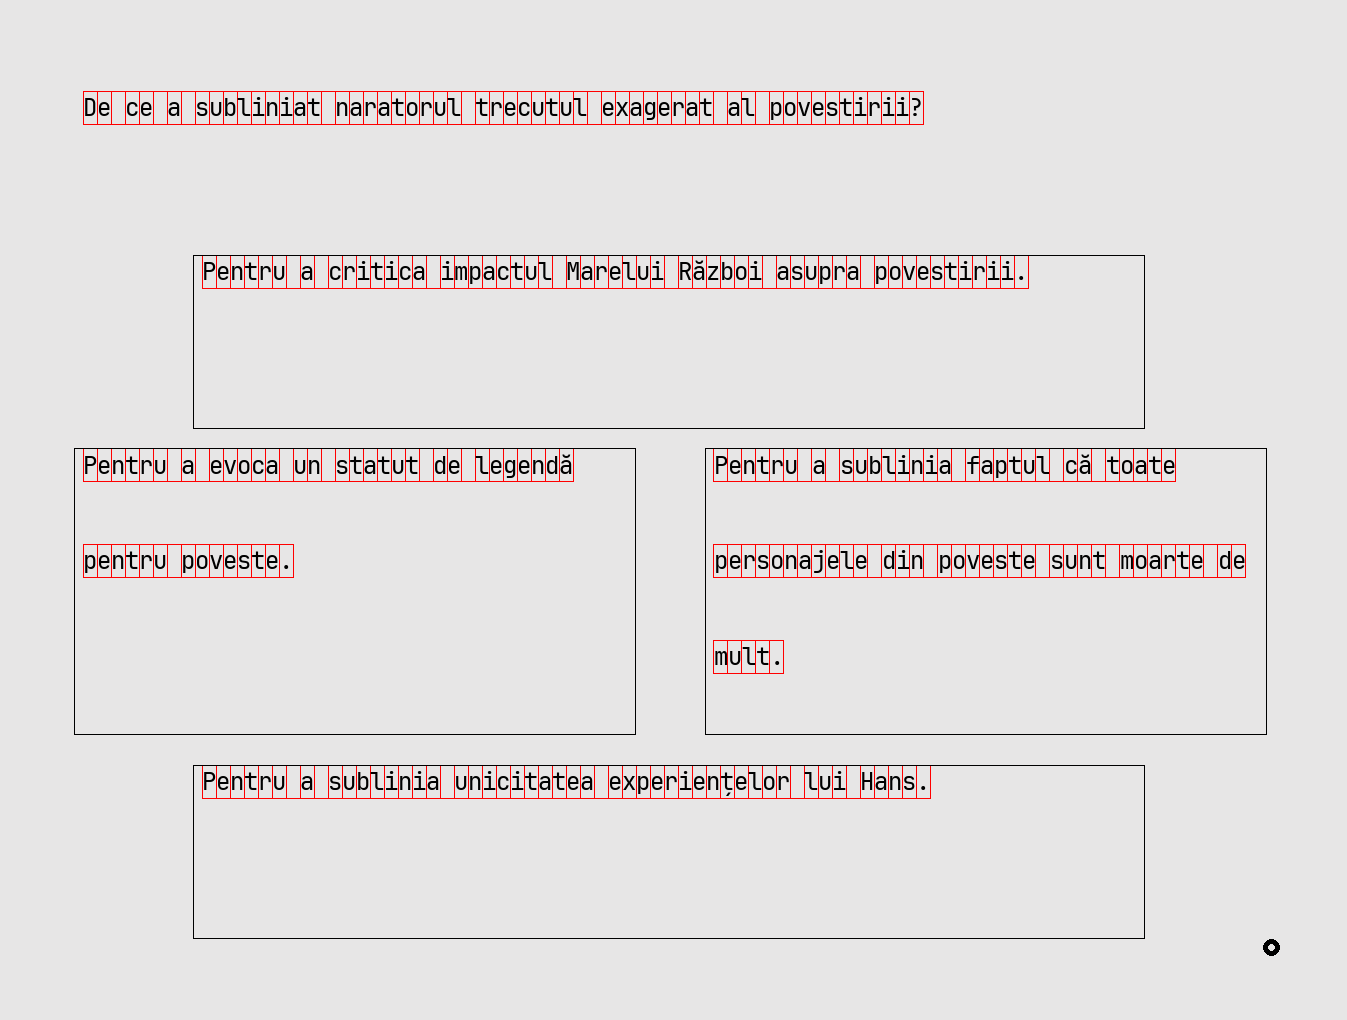 De ce a subliniat naratorul trecutul exagerat al povestirii?
Pentru a critica impactul Marelui Război asupra povestirii.
Pentru a evoca un statut de legendă
pentru poveste.
Pentru a sublinia faptul că toate
personajele din poveste sunt moarte de
mult.
Pentru a sublinia unicitatea experiențelor lui Hans.